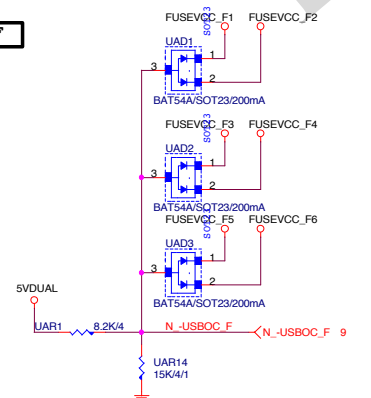 FUSEVCC_F1 FUSEVCC_F2
SOT23
UAD1
1
3
2
BAT54A/SOT23/200mA
FUSEVCC_F3 FUSEVCC_F4
SOT23
UAD2
1
3
2
BAT54A/SOT23/200mA
FUSEVCC_F5 FUSEVCC_F6
SOT23
UAD3
1
3
2
BAT54A/SOT23/200mA
5VDUAL
UAR1 8.2K/4 N_-USBOC_F N_-USBOC_F 9
UAR14
15K/4/1